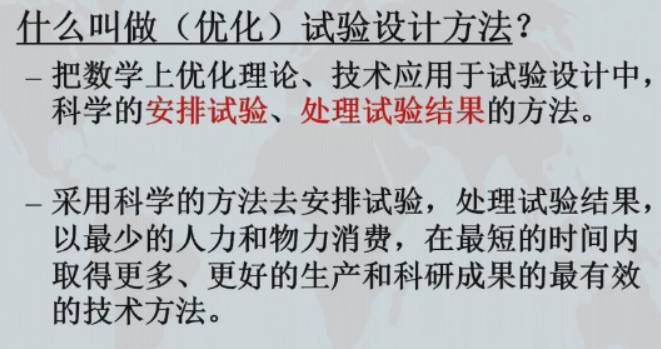 什么叫做（优化）试验设计方法？
– 把数学上优化理论、技术应用于试验设计中，
科学的安排试验、处理试验结果的方法。
– 采用科学的方法去安排试验，处理试验结果，
以最少的人力和物力消费，在最短的时间内
取得更多、更好的生产和科研成果的最有效
的技术方法。